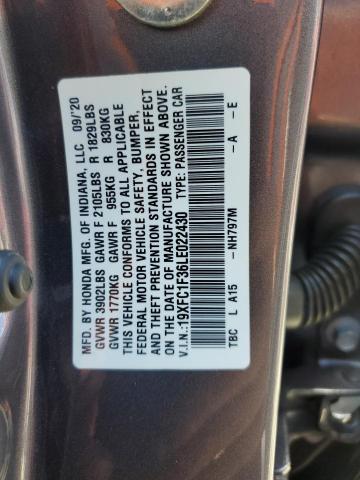 MFD. BY HONDA MFG. OF INDIANA, LLC 09/'20
GVWR 3902LBS GAWR F 2105LBS R 1829LBS
GVWR 1770KG GAWR F 955KG R 830KG
THIS VEHICLE CONFORMS TO ALL APPLICABLE
FEDERAL MOTOR VEHICLE SAFETY, BUMPER,
AND THEFT PREVENTION STANDARDS IN EFFECT
ON THE DATE OF MANUFACTURE SHOWN ABOVE.
V.I.N.:19XFC1F36LE022430 TYPE: PASSENGER CAR
TBC L A15 -NH797M -A -E